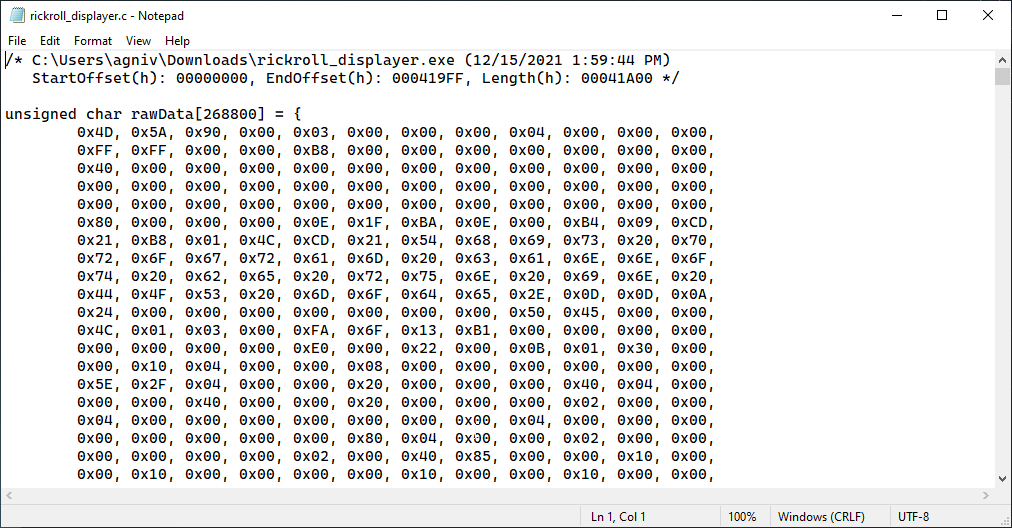 rickroll_displayer.c - Notepad
File Edit Format View Help
/* C:\Users\agniv\Downloads\rickroll_displayer.exe (12/15/2021 1:59:44 PM)
   StartOffset(h): 00000000, EndOffset(h): 000419FF, Length(h): 00041A00 */
unsigned char rawData[268800] = {
0x4D, 0x5A, 0x90, 0x00, 0x03, 0x00, 0x00, 0x00, 0x04, 0x00, 0x00, 0x00,
0xFF, 0xFF, 0x00, 0x00, 0xB8, 0x00, 0x00, 0x00, 0x00, 0x00, 0x00, 0x00,
0x40, 0x00, 0x00, 0x00, 0x00, 0x00, 0x00, 0x00, 0x00, 0x00, 0x00, 0x00,
0x00, 0x00, 0x00, 0x00, 0x00, 0x00, 0x00, 0x00, 0x00, 0x00, 0x00, 0x00,
0x00, 0x00, 0x00, 0x00, 0x00, 0x00, 0x00, 0x00, 0x00, 0x00, 0x00, 0x00,
0x80, 0x00, 0x00, 0x00, 0x0E, 0x1F, 0xBA, 0x0E, 0x00, 0xB4, 0x09, 0xCD,
0x21, 0xB8, 0x01, 0x4C, 0xCD, 0x21, 0x54, 0x68, 0x69, 0x73, 0x20, 0x70,
0x72, 0x6F, 0x67, 0x72, 0x61, 0x6D, 0x20, 0x63, 0x61, 0x6E, 0x6E, 0x6F,
0x74, 0x20, 0x62, 0x65, 0x20, 0x72, 0x75, 0x6E, 0x20, 0x69, 0x6E, 0x20,
0x44, 0x4F, 0x53, 0x20, 0x6D, 0x6F, 0x64, 0x65, 0x2E, 0x0D, 0x0D, 0x0A,
0x24, 0x00, 0x00, 0x00, 0x00, 0x00, 0x00, 0x00, 0x50, 0x45, 0x00, 0x00,
0x4C, 0x01, 0x03, 0x00, 0xFA, 0x6F, 0x13, 0xB1, 0x00, 0x00, 0x00, 0x00,
0x00, 0x00, 0x00, 0x00, 0xE0, 0x00, 0x22, 0x00, 0x0B, 0x01, 0x30, 0x00,
0x00, 0x10, 0x04, 0x00, 0x00, 0x08, 0x00, 0x00, 0x00, 0x00, 0x00, 0x00,
0x5E, 0x2F, 0x04, 0x00, 0x00, 0x20, 0x00, 0x00, 0x00, 0x40, 0x04, 0x00,
0x00, 0x00, 0x40, 0x00, 0x00, 0x20, 0x00, 0x00, 0x00, 0x02, 0x00, 0x00,
0x04, 0x00, 0x00, 0x00, 0x00, 0x00, 0x00, 0x00, 0x04, 0x00, 0x00, 0x00,
0x00, 0x00, 0x00, 0x00, 0x00, 0x80, 0x04, 0x00, 0x00, 0x02, 0x00, 0x00,
0x00, 0x00, 0x00, 0x00, 0x02, 0x00, 0x40, 0x85, 0x00, 0x00, 0x10, 0x00,
0x00, 0x10, 0x00, 0x00, 0x00, 0x00, 0x10, 0x00, 0x00, 0x10, 0x00, 0x00,
Ln 1, Col 1 100% Windows (CRLF) UTF-8